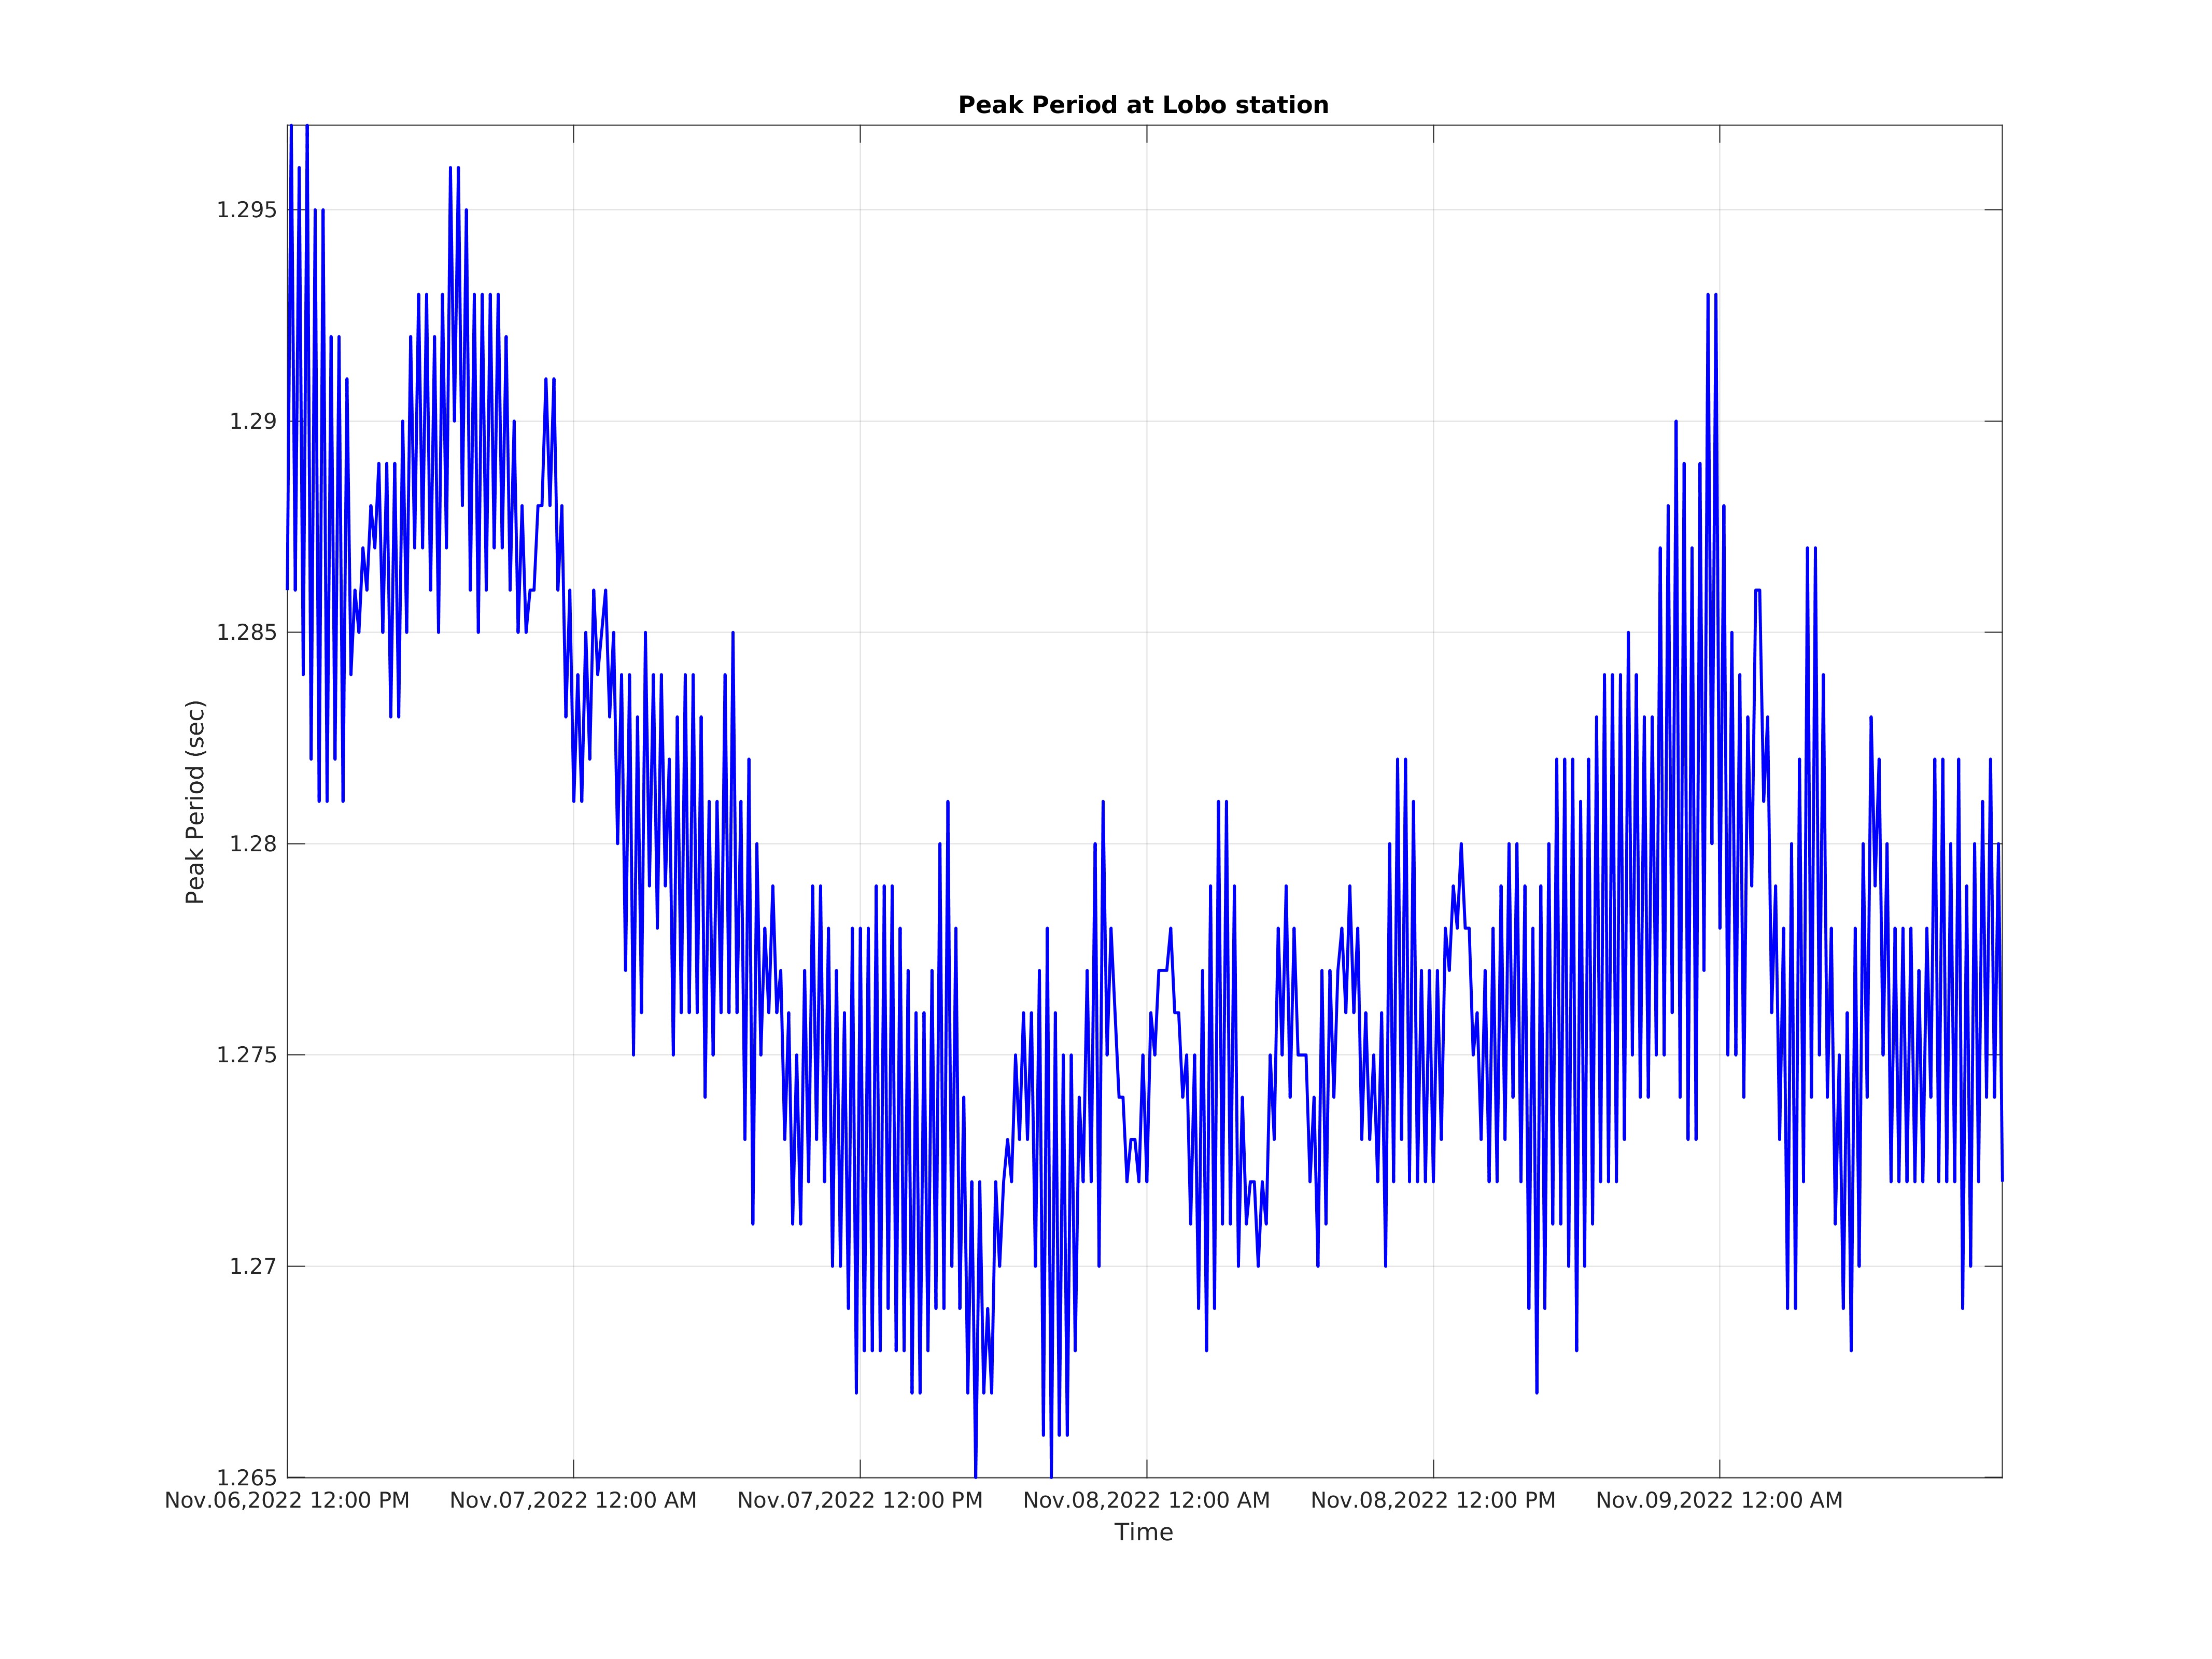 Peak Period at Lobo station
1.295
1.29
1.285
1.28
1.275
1.27
1.265
Peak Period (sec)
Nov.06,2022 12:00 PM
Nov.07,2022 12:00 AM
Nov.07,2022 12:00 PM
Nov.08,2022 12:00 AM
Nov.08,2022 12:00 PM
Nov.09,2022 12:00 AM
Time